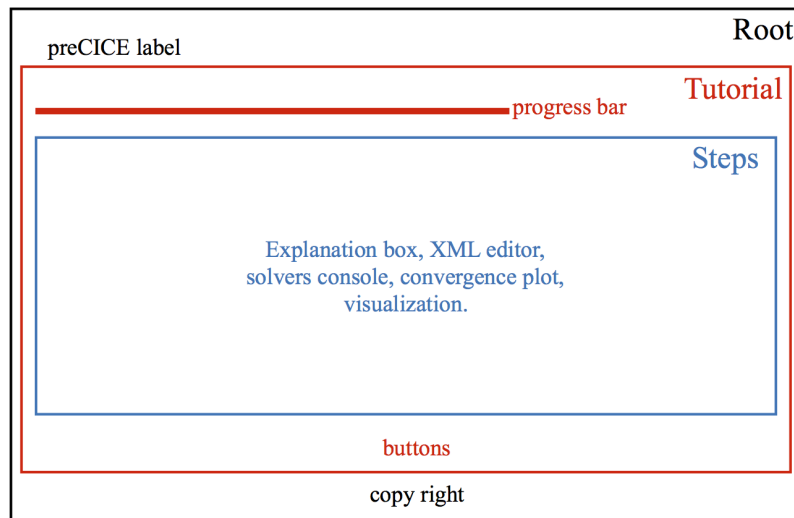 Root
preCICE label
Tutorial
progress bar
Steps
Explanation box, XML editor,
solvers console, convergence plot,
visualization.
buttons
copy right